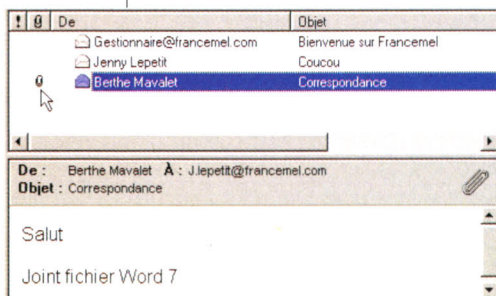 ! De Objet
Gestionnaire@francemel.com Bienvenue sur Francemel
Jenny Lepetit Coucou
Berthe Mavalet Correspondance
De : Berthe Mavalet À : J.lepetit@francemel.com
Objet : Correspondance
Salut
Joint fichier Word 7